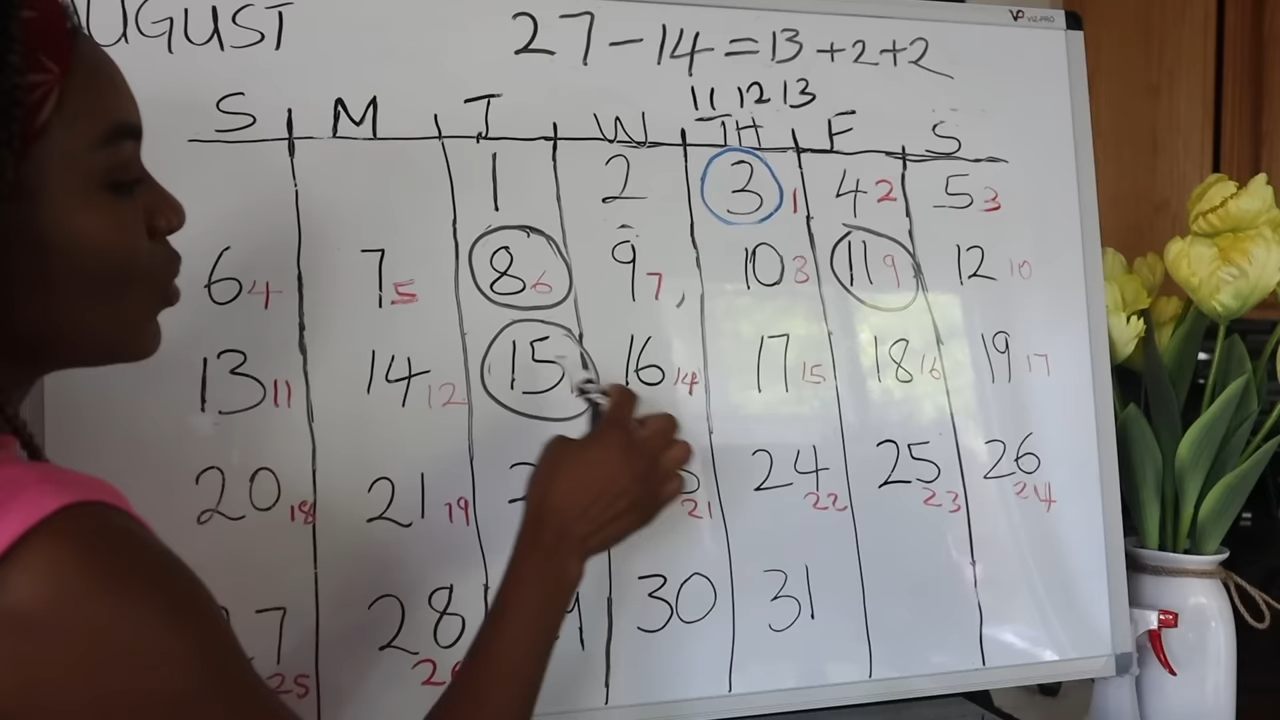 UGUST
VIZ-PRO
27-14=13+2+2
11 12 13
S M T W TH F S
1 2 3 1 4 2 5 3
6 4 7 5 8 6 9 7, 10 8 11 9 12 10
13 11 14 12 15 16 14 17 15 18 16 19 17
20 18 21 19 21 24 22 25 23 26 24
7 25 28 30 31